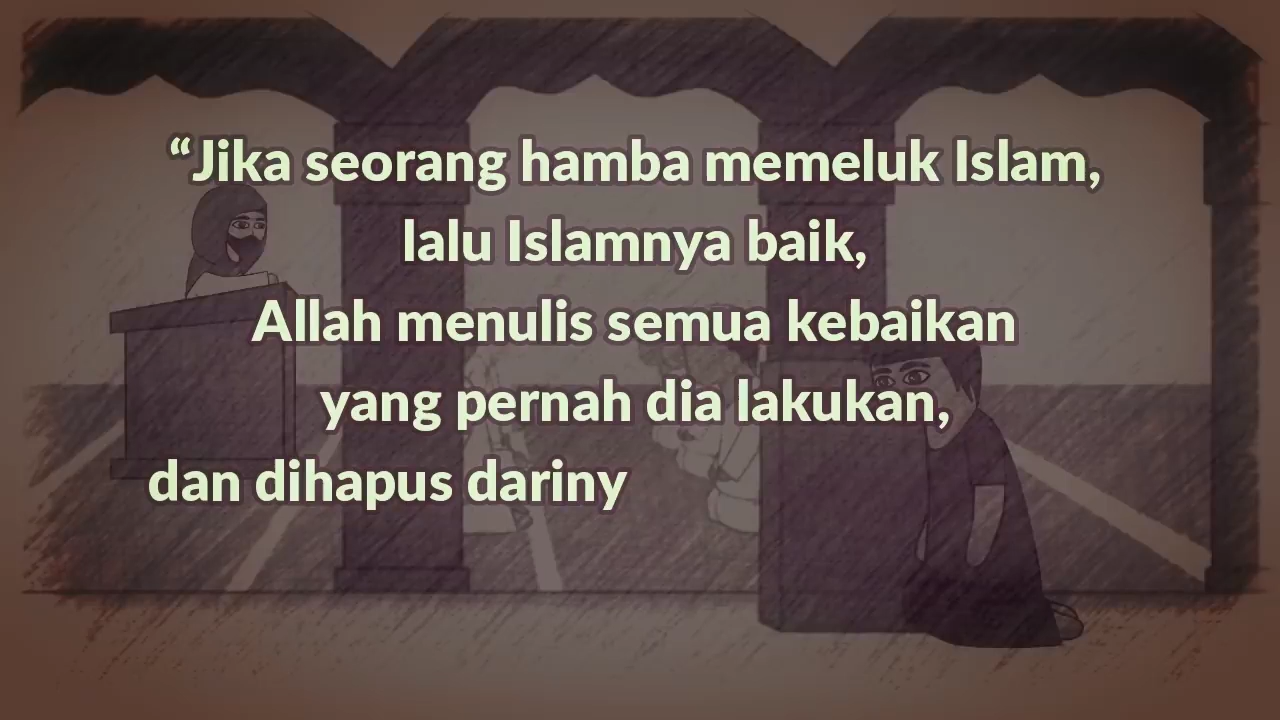 “Jika seorang hamba memeluk Islam,
lalu Islamnya baik,
Allah menulis semua kebaikan
yang pernah dia lakukan,
dan dihapus dariny